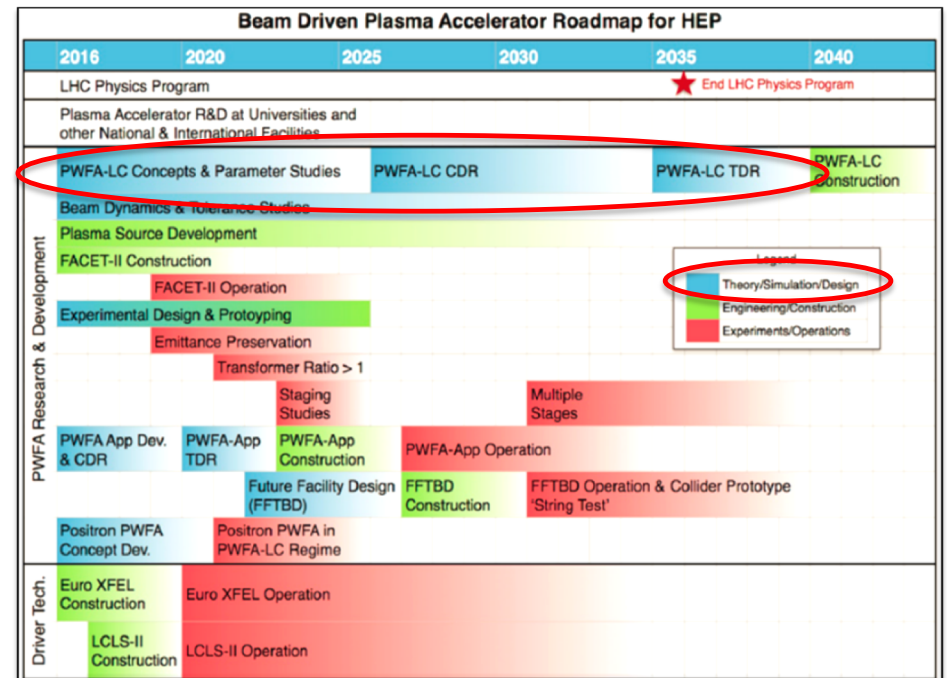 Beam Driven Plasma Accelerator Roadmap for HEP
2016 2020 2025 2030 2035 2040
LHC Physics Program
End LHC Physics Program
Plasma Accelerator R&D at Universities and
other National & International Facilities
PWFA Research & Development
PWFA-LC Concepts & Parameter Studies
PWFA-LC CDR
PWFA-LC TDR
PWFA-LC
Construction
Beam Dynamics & Tolerance Studies
Plasma Source Development
FACET-II Construction
FACET-II Operation
Experimental Design & Protoyping
Emittance Preservation
Transformer Ratio > 1
Staging
Studies
Multiple
Stages
PWFA App Dev.
& CDR
PWFA-App
TDR
PWFA-App
Construction
PWFA-App Operation
Future Facility Design
(FFTBD)
FFTBD
Construction
FFTBD Operation & Collider Prototype
'String Test'
Positron PWFA
Concept Dev.
Positron PWFA in
PWFA-LC Regime
Legend
Theory/Simulation/Design
Engineering/Construction
Experiments/Operations
Driver Tech.
Euro XFEL
Construction
Euro XFEL Operation
LCLS-II
Construction
LCLS-II Operation